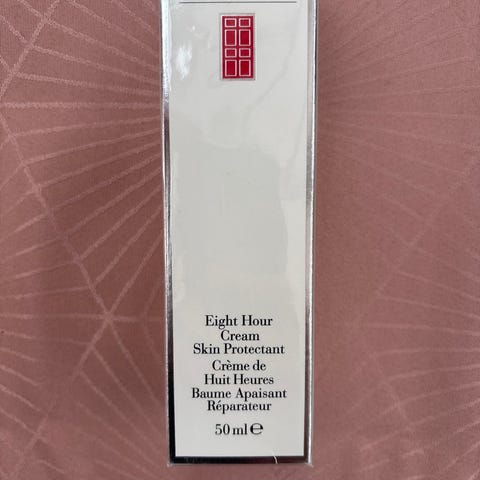 Eight Hour
Cream
Skin Protectant
Crème de
Huit Heures
Baume Apaisant
Réparateur
50 ml℮